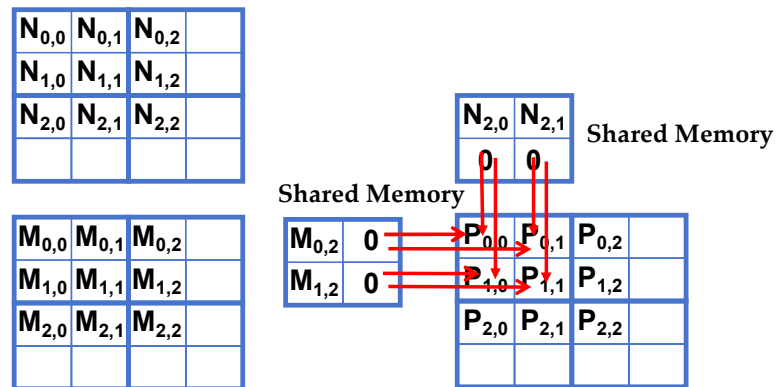 N0,0 N0,1 N0,2
N1,0 N1,1 N1,2
N2,0 N2,1 N2,2
N2,0 N2,1
0 0
Shared Memory
Shared Memory
M0,2 0
M1,2 0
M0,0 M0,1 M0,2
M1,0 M1,1 M1,2
M2,0 M2,1 M2,2
P0,0 P0,1 P0,2
P1,0 P1,1 P1,2
P2,0 P2,1 P2,2